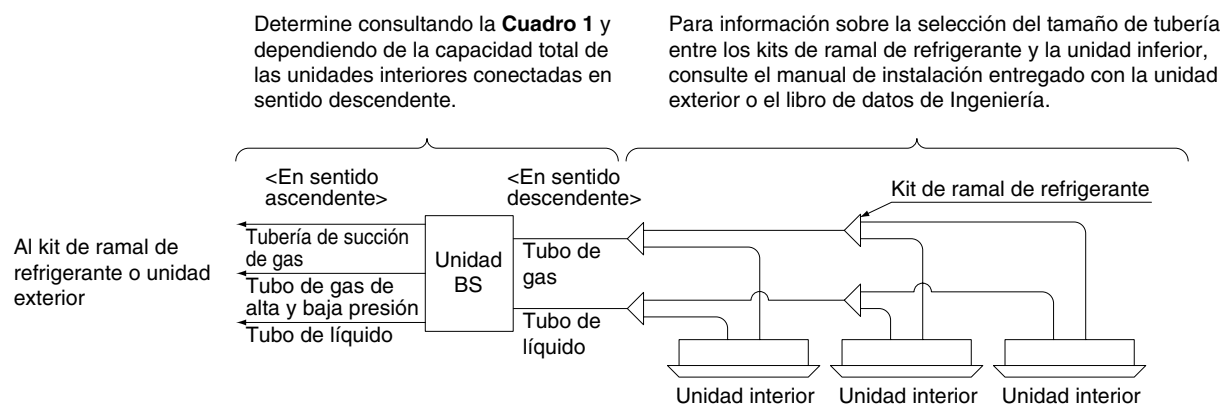 Determine consultando la Cuadro 1 y
dependiendo de la capacidad total de
las unidades interiores conectadas en
sentido descendente.
Para información sobre la selección del tamaño de tubería
entre los kits de ramal de refrigerante y la unidad inferior,
consulte el manual de instalación entregado con la unidad
exterior o el libro de datos de Ingeniería.
<En sentido
ascendente>
<En sentido
descendente>
Kit de ramal de refrigerante
Al kit de ramal de
refrigerante o unidad
exterior
Tubería de succión
de gas
Tubo de gas de
alta y baja presión
Tubo de líquido
Unidad
BS
Tubo de
gas
Tubo de
líquido
Unidad interior
Unidad interior
Unidad interior